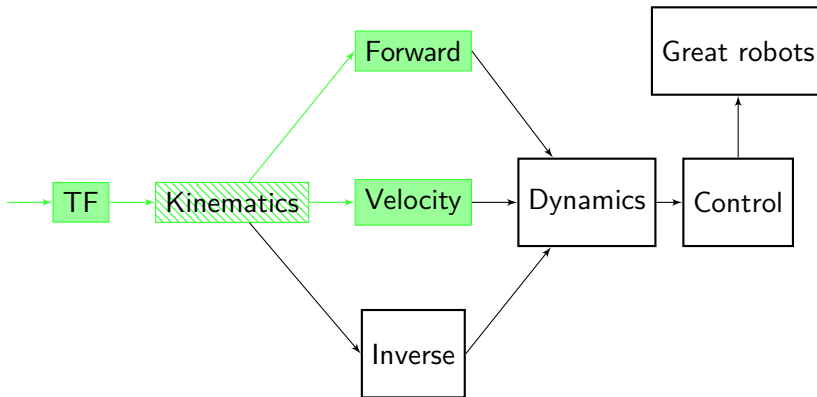 Forward
Great robots
TF
Kinematics
Velocity
Dynamics
Control
Inverse